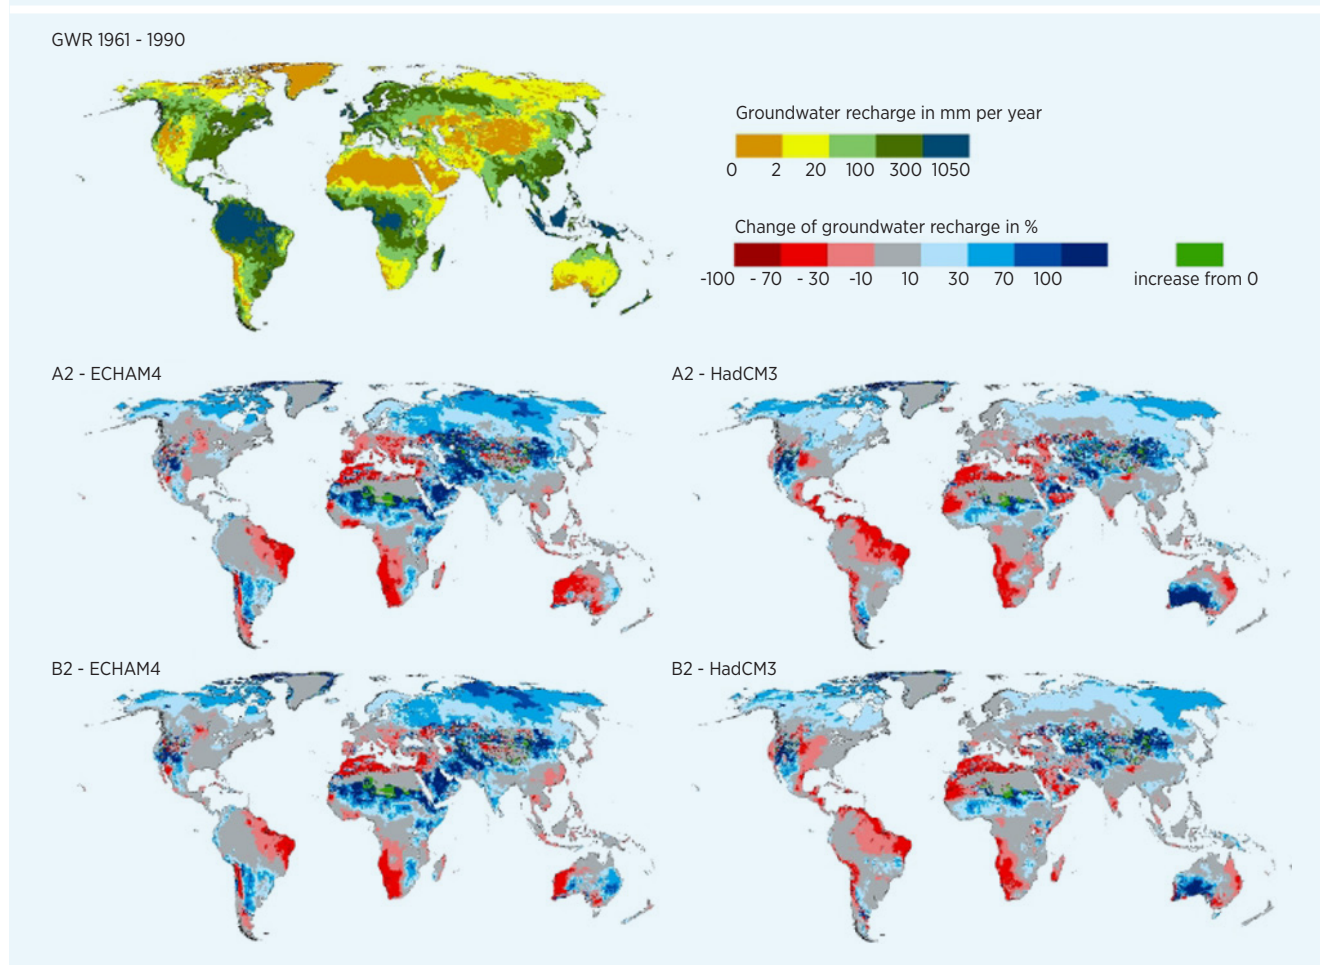 GWR 1961 - 1990
Groundwater recharge in mm per year
0 2 20 100 300 1050
Change of groundwater recharge in %
-100 - 70 - 30 -10 10 30 70 100
increase from 0
A2 - ECHAM4
A2 - HadCM3
B2 - ECHAM4
B2 - HadCM3